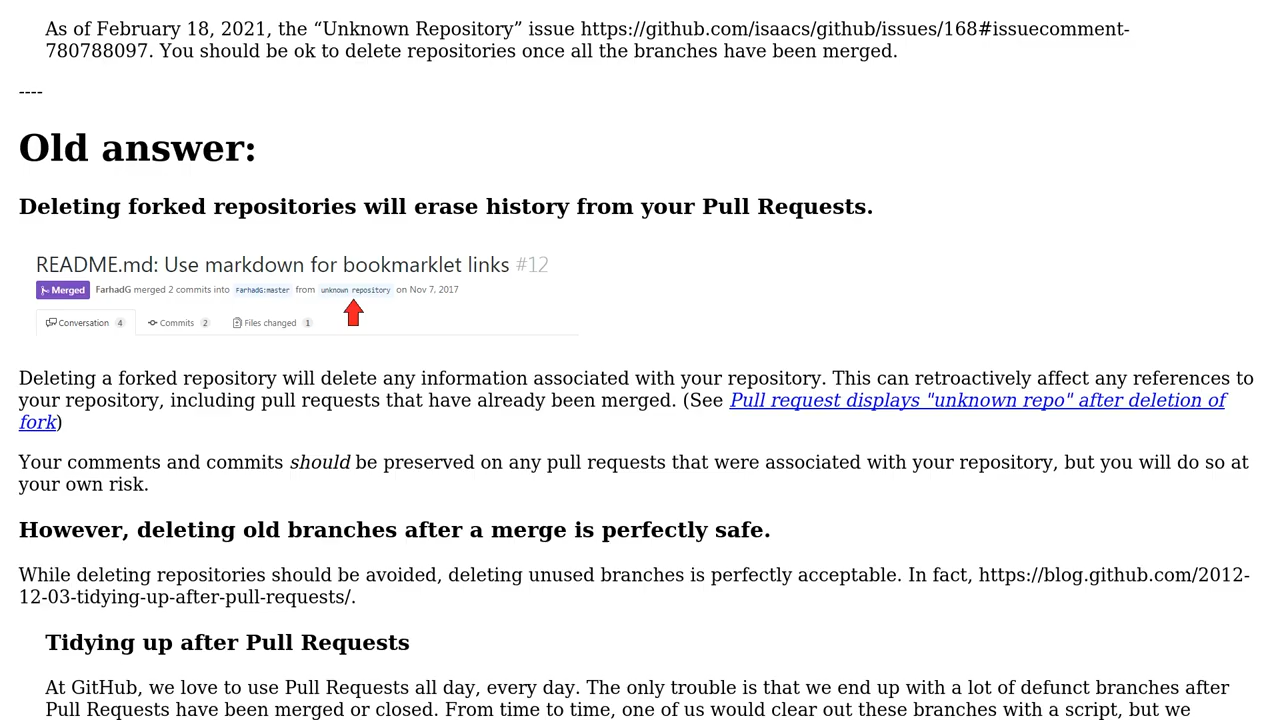 As of February 18, 2021, the “Unknown Repository” issue https://github.com/isaacs/github/issues/168#issuecomment-
780788097. You should be ok to delete repositories once all the branches have been merged.
----
Old answer:
Deleting forked repositories will erase history from your Pull Requests.
README.md: Use markdown for bookmarklet links #12
Merged FarhadG merged 2 commits into FarhadG:master from unknown repository on Nov 7, 2017
Conversation 4 Commits 2 Files changed 1
Deleting a forked repository will delete any information associated with your repository. This can retroactively affect any references to
your repository, including pull requests that have already been merged. (See Pull request displays "unknown repo" after deletion of
fork)
Your comments and commits should be preserved on any pull requests that were associated with your repository, but you will do so at
your own risk.
However, deleting old branches after a merge is perfectly safe.
While deleting repositories should be avoided, deleting unused branches is perfectly acceptable. In fact, https://blog.github.com/2012-
12-03-tidying-up-after-pull-requests/.
Tidying up after Pull Requests
At GitHub, we love to use Pull Requests all day, every day. The only trouble is that we end up with a lot of defunct branches after
Pull Requests have been merged or closed. From time to time, one of us would clear out these branches with a script, but we